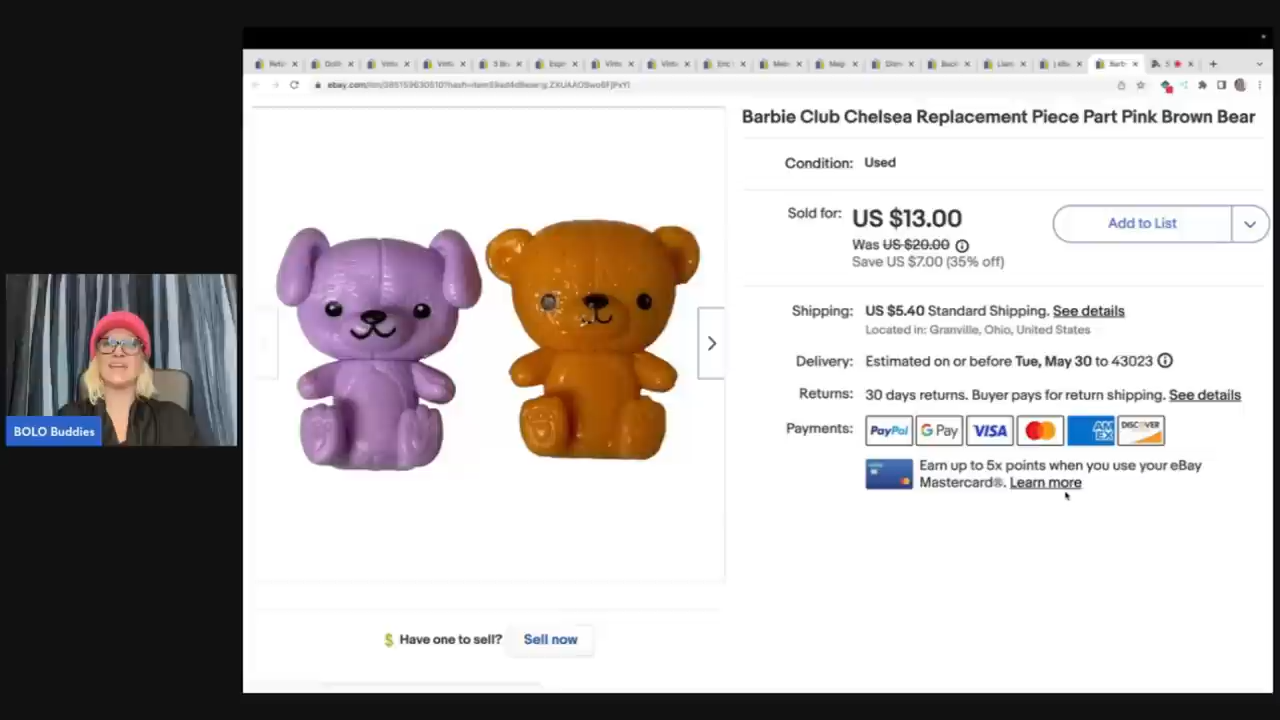 Barbie Club Chelsea Replacement Piece Part Pink Brown Bear
Condition: Used
Sold for: US $13.00
Add to List
Was US $20.00
Save US $7.00 (35% off)
Shipping: US $5.40 Standard Shipping. See details
Located in: Granville, Ohio, United States
Delivery: Estimated on or before Tue, May 30 to 43023
Returns: 30 days returns. Buyer pays for return shipping. See details
Payments: PayPal G Pay VISA AM EX DISCOVER
Earn up to 5x points when you use your eBay
Mastercard®. Learn more
BOLO Buddies
$ Have one to sell? Sell now